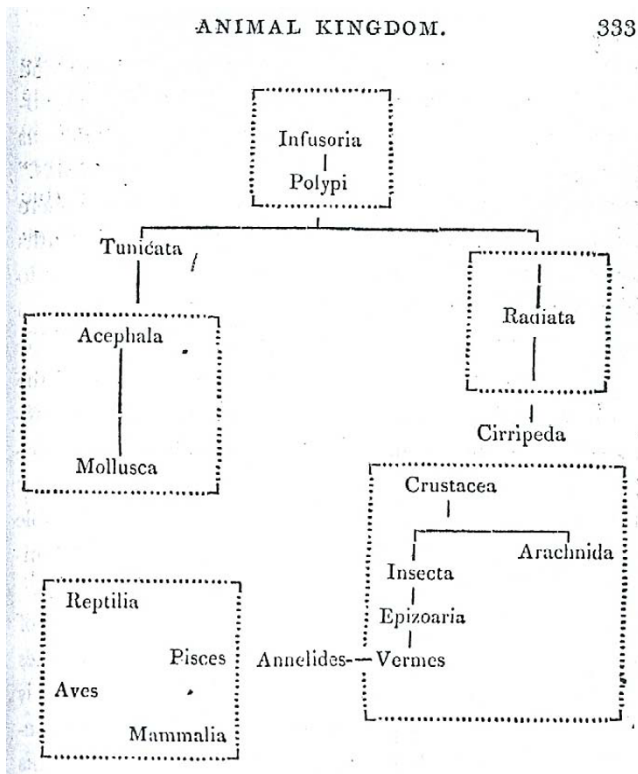 ANIMAL KINGDOM. 333
Infusoria
Polypi
Tunicata
Radiata
Acephala
Cirripeda
Mollusca
Crustacea
Arachnida
Insecta
Reptilia
Epizoaria
Pisces Annelides Vermes
Aves
Mammalia